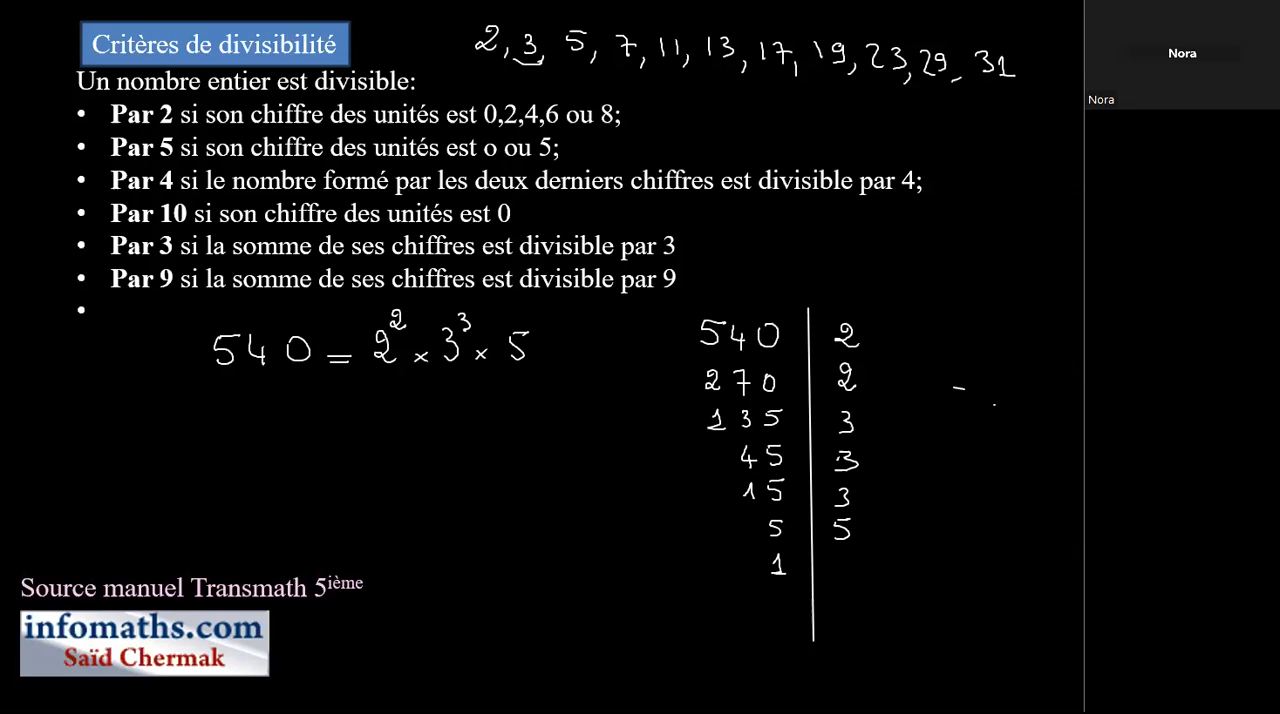 Critères de divisibilité
2, 3, 5, 7, 11, 13, 17, 19, 23, 29, 31
Nora
Nora
Un nombre entier est divisible:
• Par 2 si son chiffre des unités est 0,2,4,6 ou 8;
• Par 5 si son chiffre des unités est o ou 5;
• Par 4 si le nombre formé par les deux derniers chiffres est divisible par 4;
• Par 10 si son chiffre des unités est 0
• Par 3 si la somme de ses chiffres est divisible par 3
• Par 9 si la somme de ses chiffres est divisible par 9
•
540 = 2² × 3³ × 5
540 | 2
270 | 2
135 | 3
45 | 3
15 | 3
5 | 5
1 |
Source manuel Transmath 5ième
infomaths.com
Saïd Chermak